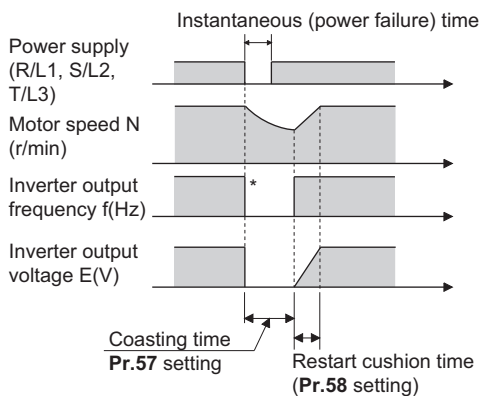 Instantaneous (power failure) time
Power supply
(R/L1, S/L2,
T/L3)
Motor speed N
(r/min)
Inverter output
frequency f(Hz)
*
Inverter output
voltage E(V)
Coasting time
Pr.57 setting
Restart cushion time
(Pr.58 setting)